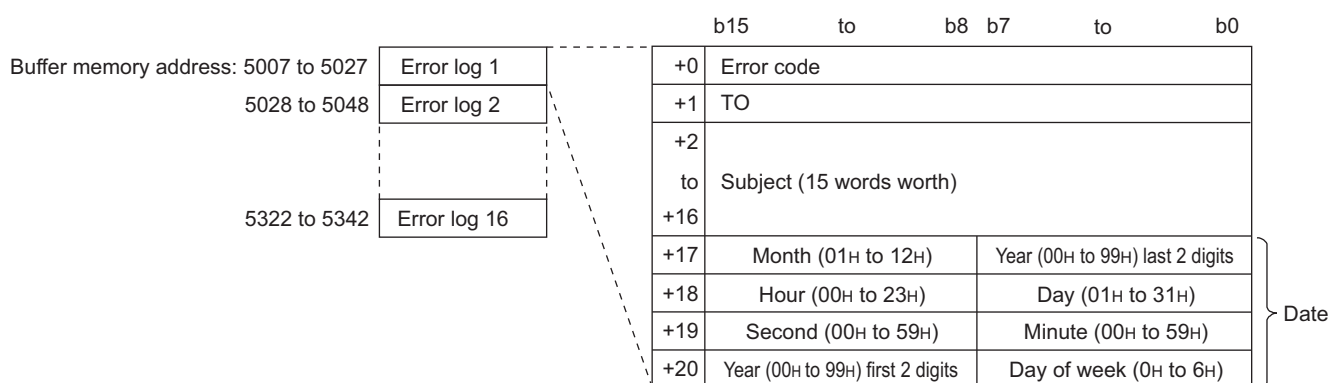 b15 to b8 b7 to b0
Buffer memory address: 5007 to 5027 Error log 1
5028 to 5048 Error log 2
5322 to 5342 Error log 16
+0 Error code
+1 TO
+2
to Subject (15 words worth)
+16
+17 Month (01H to 12H) Year (00H to 99H) last 2 digits
+18 Hour (00H to 23H) Day (01H to 31H)
+19 Second (00H to 59H) Minute (00H to 59H)
+20 Year (00H to 99H) first 2 digits Day of week (0H to 6H)
Date